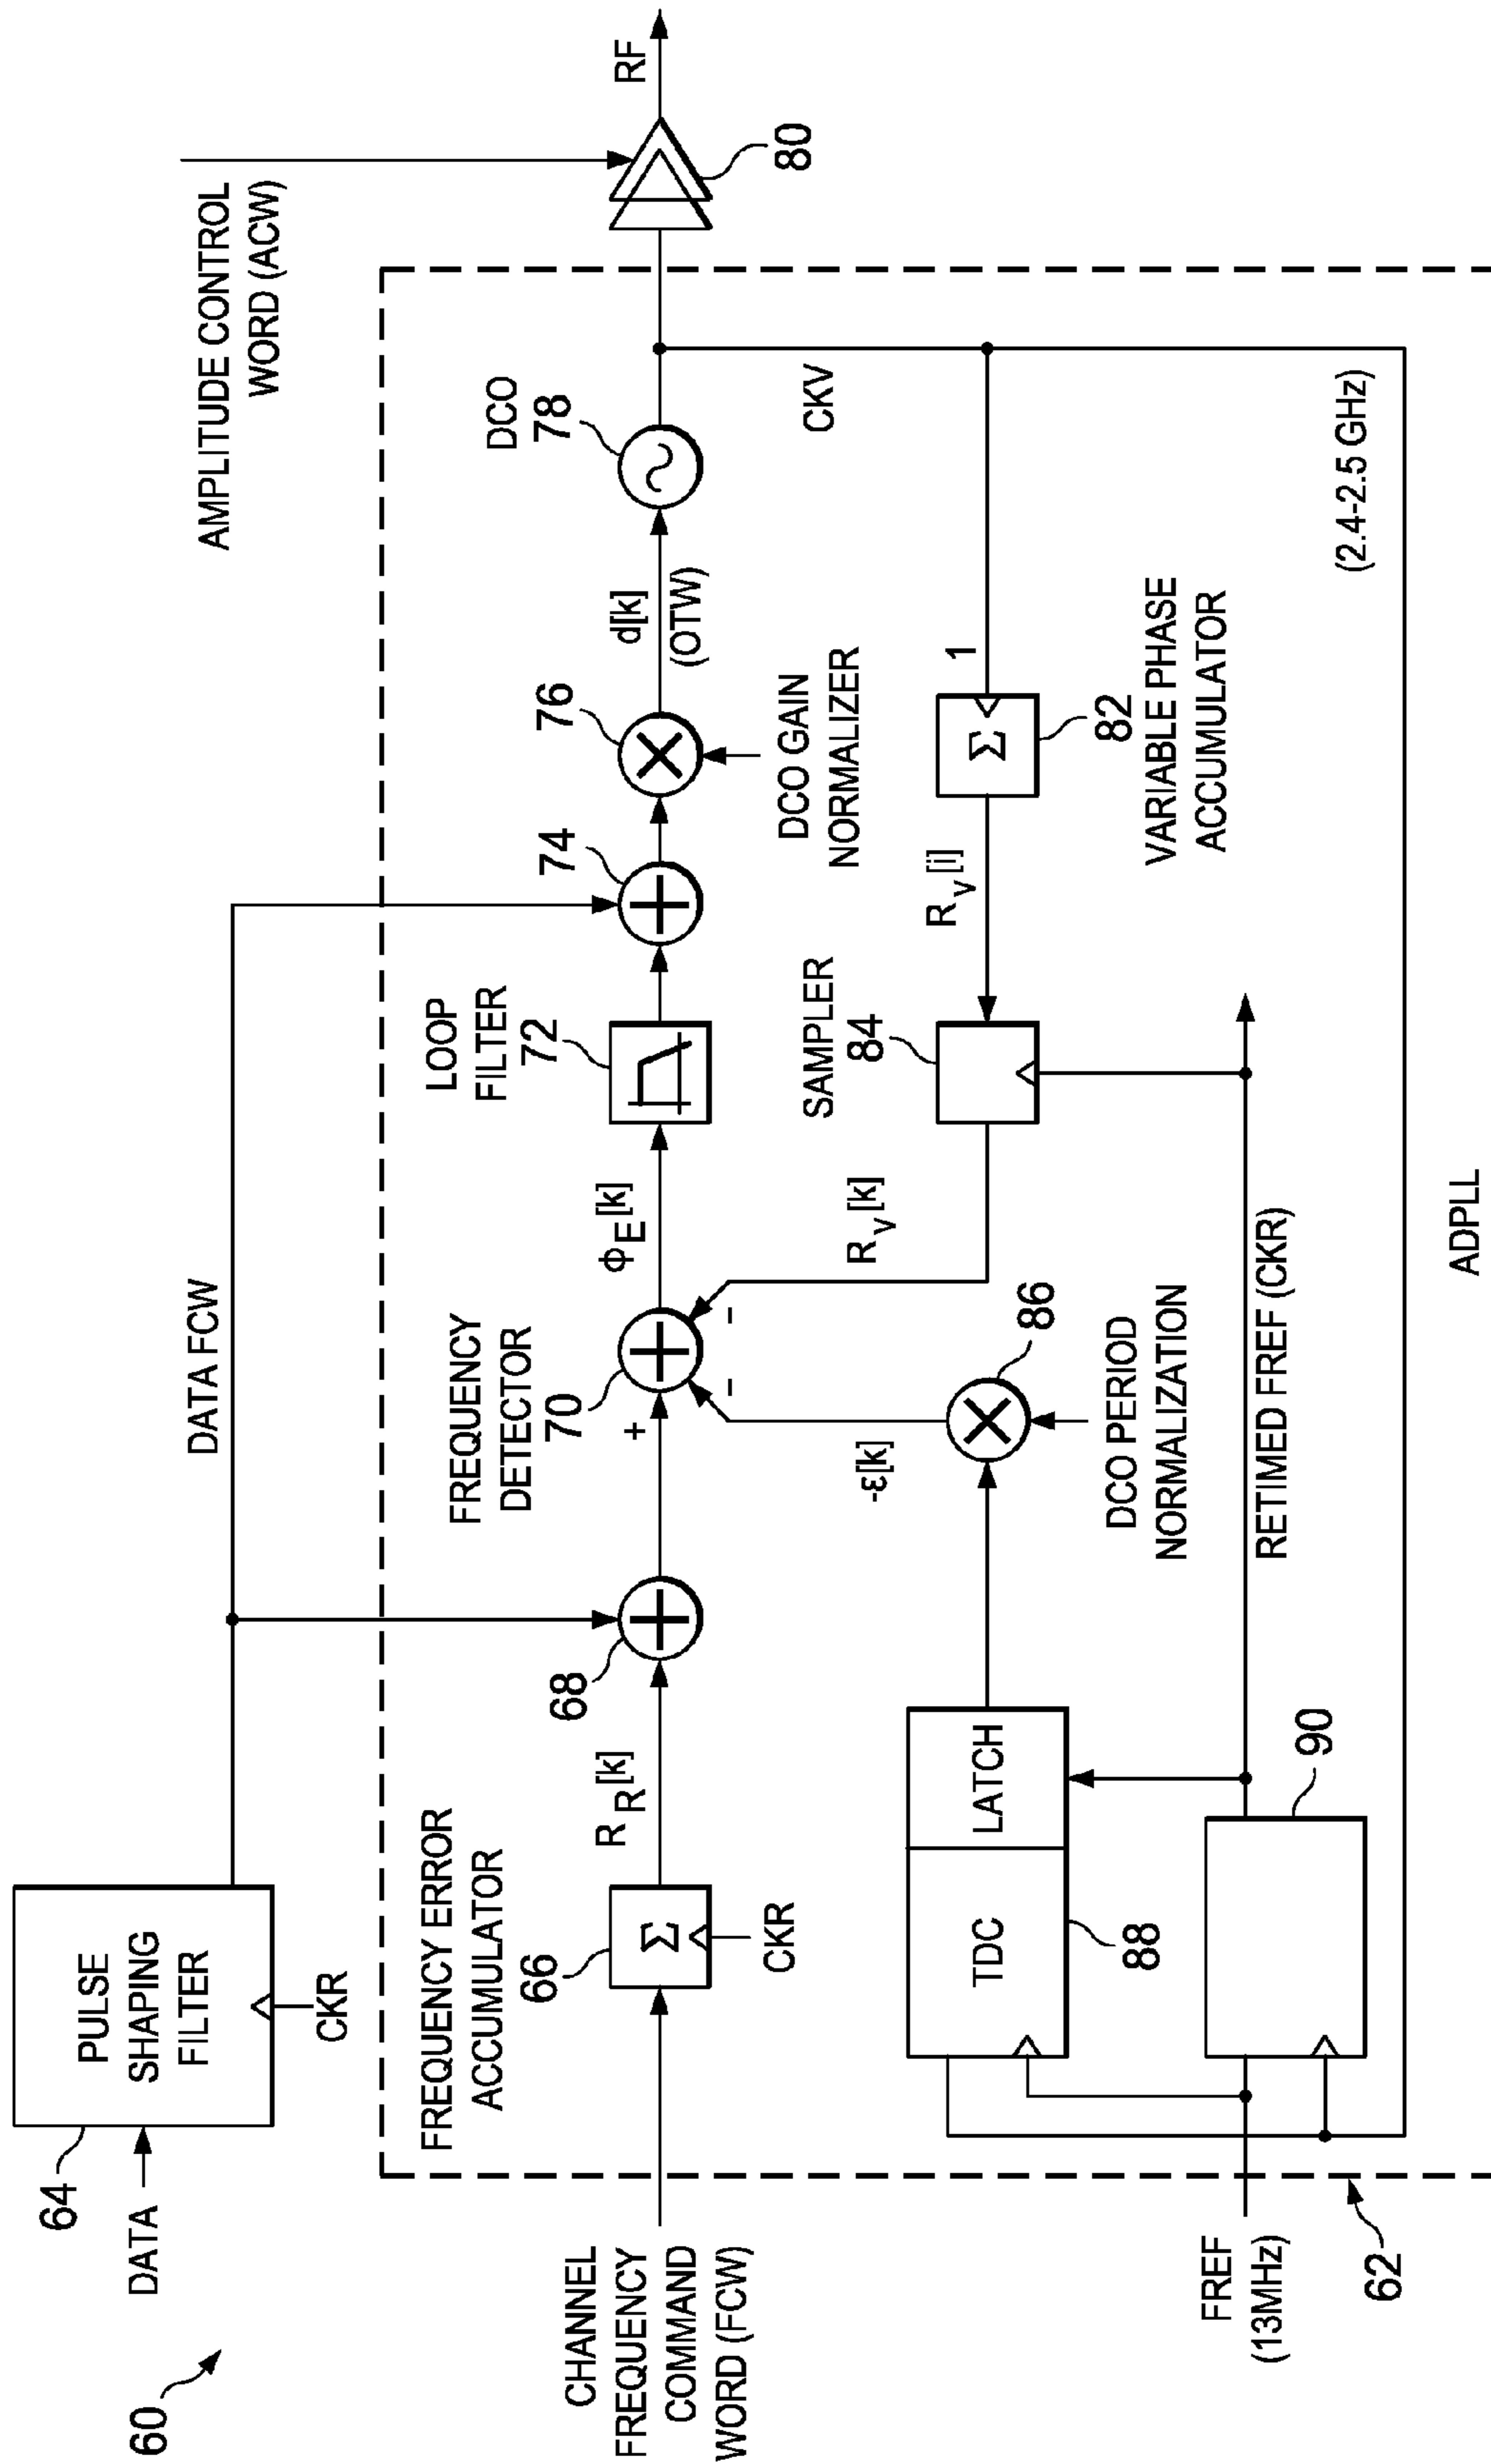 60
64
DATA
PULSE
SHAPING
FILTER
CKR
DATA FCW
AMPLITUDE CONTROL
WORD (ACW)
CHANNEL
FREQUENCY
COMMAND
WORD (FCW)
FREQUENCY ERROR
ACCUMULATOR
66
Σ
CKR
R_R[k]
68
+
FREQUENCY
DETECTOR
70
+
+
-
-
ϕ_E[k]
LOOP
FILTER
72
74
+
76
×
DCO GAIN
NORMALIZER
d[k]
(OTW)
DCO
78
RF
80
CKV
1
Σ
82
VARIABLE PHASE
ACCUMULATOR
R_v[i]
SAMPLER
84
R_v[k]
-ε[k]
86
×
DCO PERIOD
NORMALIZATION
TDC
LATCH
88
90
RETIMED FREF (CKR)
(2.4-2.5 GHz)
FREF
(13MHz)
62
ADPLL